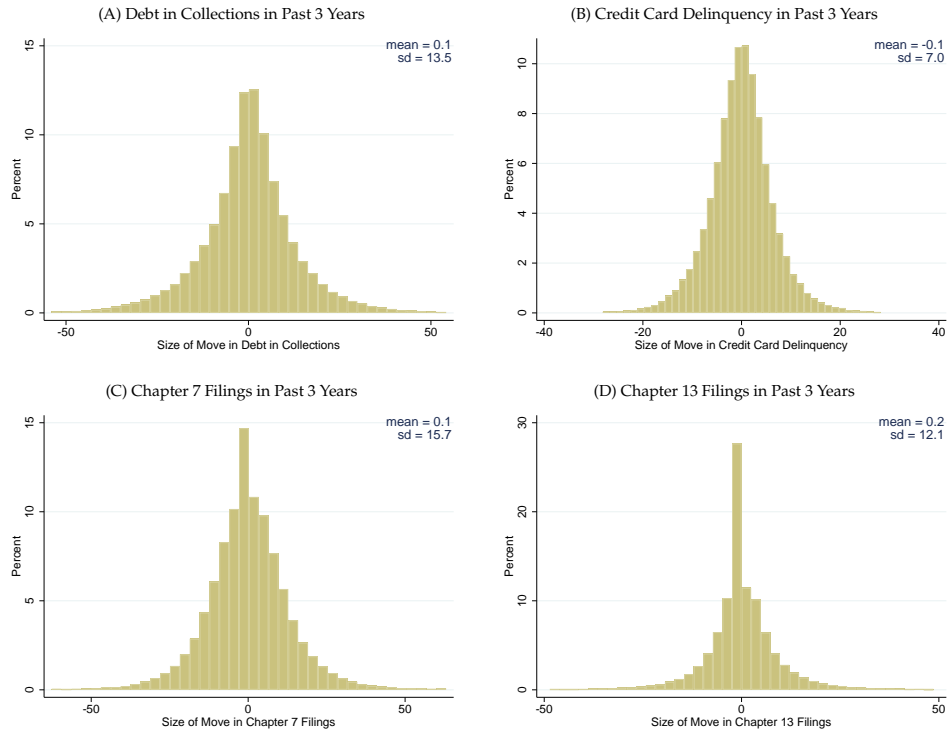 (A) Debt in Collections in Past 3 Years
mean = 0.1
sd = 13.5
15
10
5
0
Percent
-50
0
50
Size of Move in Debt in Collections
(B) Credit Card Delinquency in Past 3 Years
mean = -0.1
sd = 7.0
10
8
6
4
2
0
Percent
-40
-20
0
20
40
Size of Move in Credit Card Delinquency
(C) Chapter 7 Filings in Past 3 Years
mean = 0.1
sd = 15.7
15
10
5
0
Percent
-50
0
50
Size of Move in Chapter 7 Filings
(D) Chapter 13 Filings in Past 3 Years
mean = 0.2
sd = 12.1
30
20
10
0
Percent
-50
0
50
Size of Move in Chapter 13 Filings